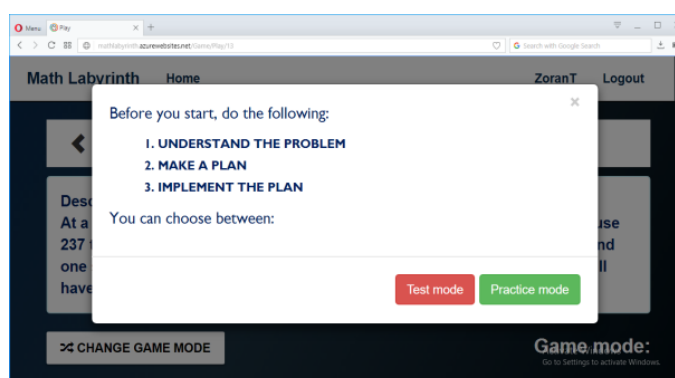 Menu Play
mathlabyrinth.azurewebsites.net/Game/Play/13 Search with Google Search
Math Labyrinth Home ZoranT Logout
Before you start, do the following:
1. UNDERSTAND THE PROBLEM
2. MAKE A PLAN
3. IMPLEMENT THE PLAN
You can choose between:
Desc
At a use
237 nd
one ll
have
Test mode Practice mode
CHANGE GAME MODE Game mode:
Go to Settings to activate Windows.